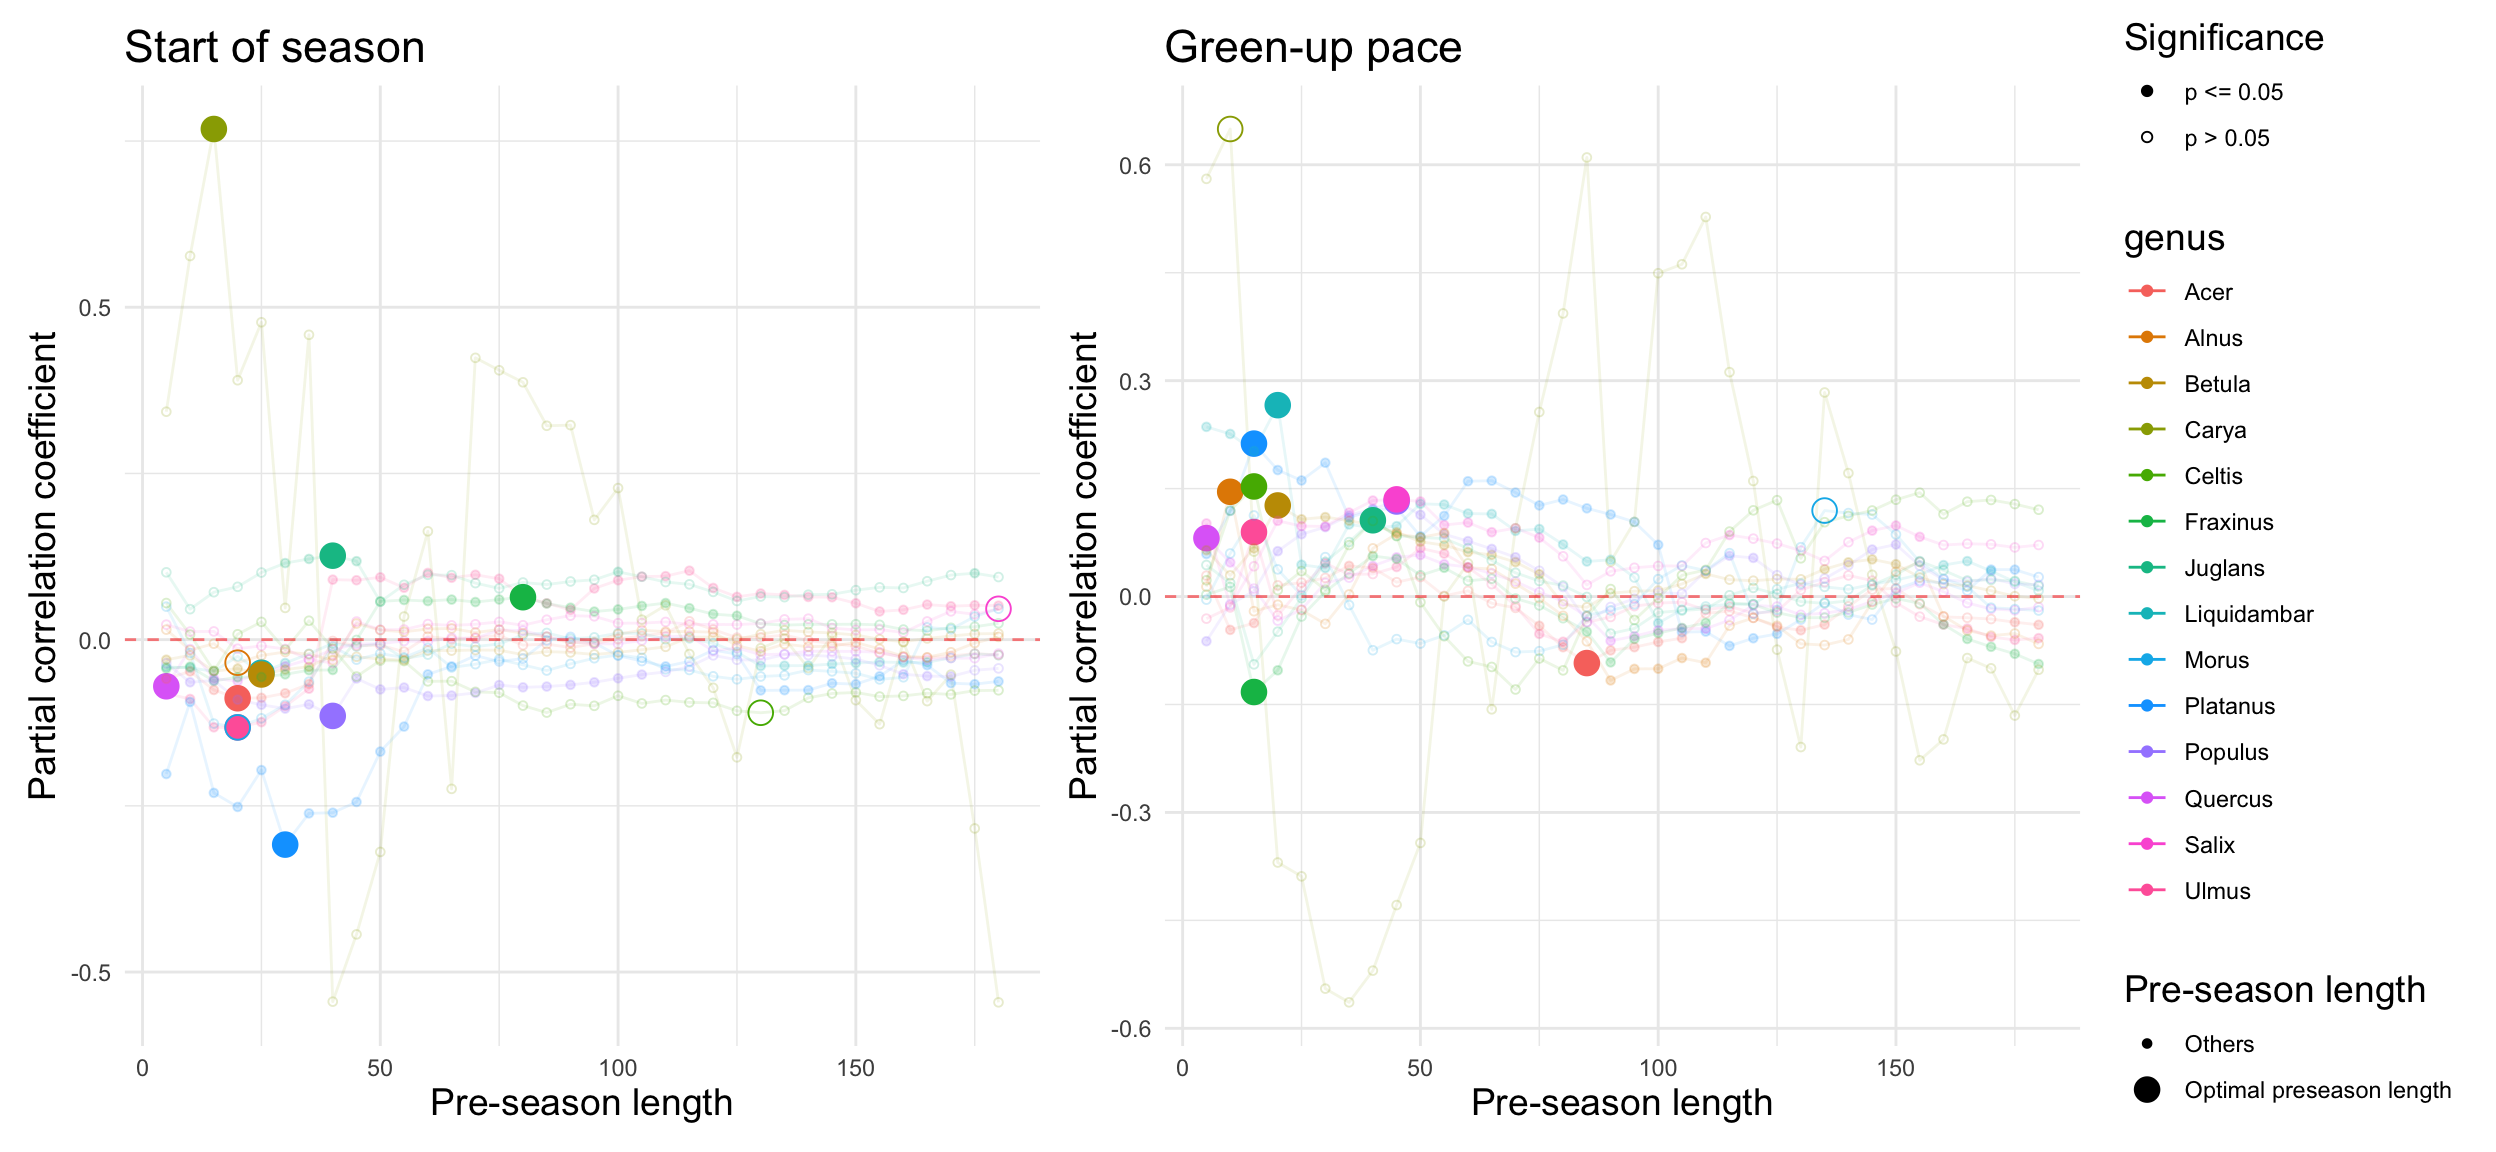 Start of season
Partial correlation coefficient
0.5
0.0
-0.5
0
50
100
150
Pre-season length
Green-up pace
Partial correlation coefficient
0.6
0.3
0.0
-0.3
-0.6
0
50
100
150
Pre-season length
Significance
p <= 0.05
p > 0.05
genus
Acer
Alnus
Betula
Carya
Celtis
Fraxinus
Juglans
Liquidambar
Morus
Platanus
Populus
Quercus
Salix
Ulmus
Pre-season length
Others
Optimal preseason length